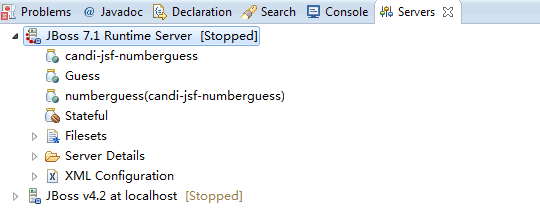 Problems @ Javadoc Declaration Search Console Servers
JBoss 7.1 Runtime Server [Stopped]
candi-jsf-numberguess
Guess
numberguess(candi-jsf-numberguess)
Stateful
Filesets
Server Details
XML Configuration
JBoss v4.2 at localhost [Stopped]